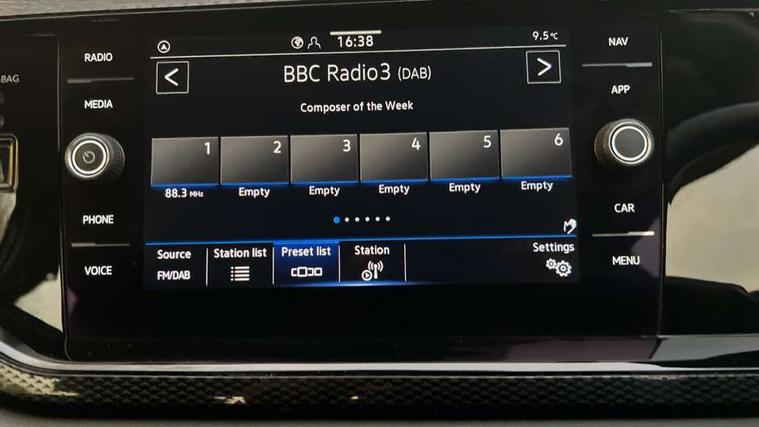 BAG
RADIO
MEDIA
PHONE
VOICE
16:38
9.5°C
BBC Radio3 (DAB)
Composer of the Week
1 2 3 4 5 6
88.3 MHz Empty Empty Empty Empty Empty
Source Station list Preset list Station Settings
FM/DAB
NAV
APP
CAR
MENU